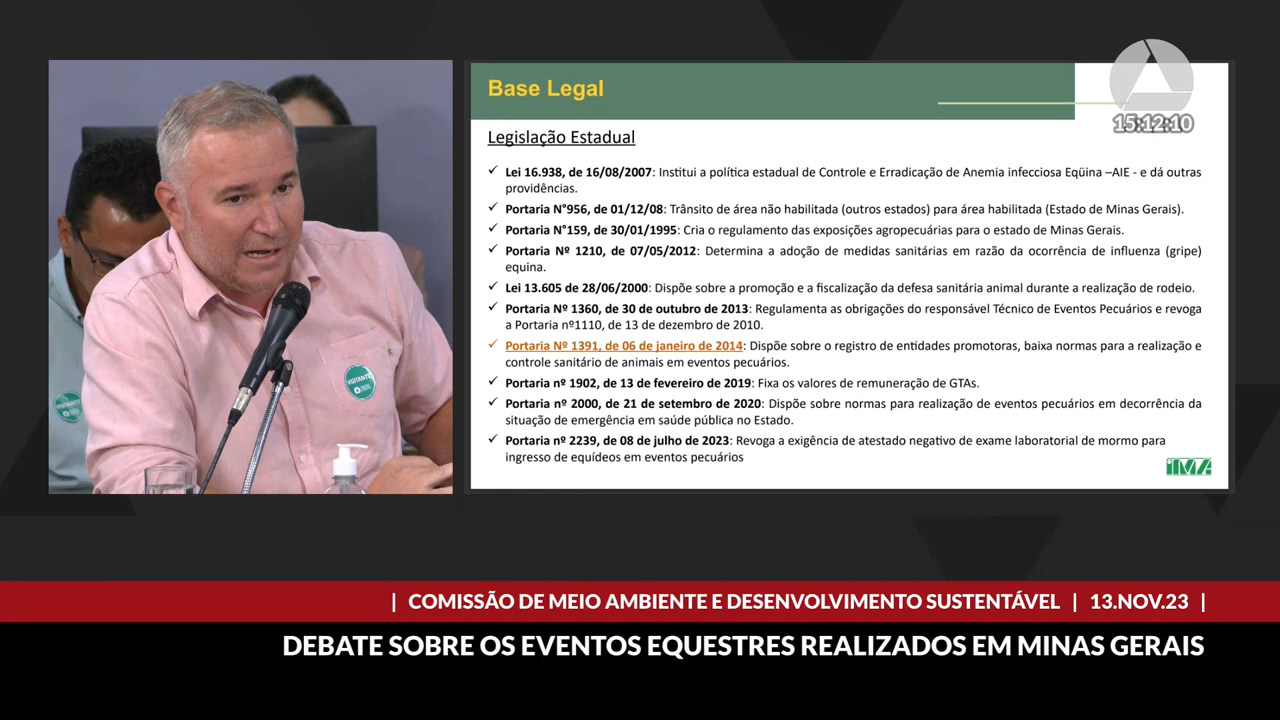 Base Legal
15:12:10
Legislação Estadual
✓ Lei 16.938, de 16/08/2007: Institui a política estadual de Controle e Erradicação de Anemia infecciosa Eqüina –AIE - e dá outras
providências.
✓ Portaria N°956, de 01/12/08: Trânsito de área não habilitada (outros estados) para área habilitada (Estado de Minas Gerais).
✓ Portaria N°159, de 30/01/1995: Cria o regulamento das exposições agropecuárias para o estado de Minas Gerais.
✓ Portaria Nº 1210, de 07/05/2012: Determina a adoção de medidas sanitárias em razão da ocorrência de influenza (gripe)
equina.
✓ Lei 13.605 de 28/06/2000: Dispõe sobre a promoção e a fiscalização da defesa sanitária animal durante a realização de rodeio.
✓ Portaria Nº 1360, de 30 de outubro de 2013: Regulamenta as obrigações do responsável Técnico de Eventos Pecuários e revoga
a Portaria nº1110, de 13 de dezembro de 2010.
✓ Portaria Nº 1391, de 06 de janeiro de 2014: Dispõe sobre o registro de entidades promotoras, baixa normas para a realização e
controle sanitário de animais em eventos pecuários.
✓ Portaria nº 1902, de 13 de fevereiro de 2019: Fixa os valores de remuneração de GTAs.
✓ Portaria nº 2000, de 21 de setembro de 2020: Dispõe sobre normas para realização de eventos pecuários em decorrência da
situação de emergência em saúde pública no Estado.
✓ Portaria nº 2239, de 08 de julho de 2023: Revoga a exigência de atestado negativo de exame laboratorial de mormo para
ingresso de equídeos em eventos pecuários
IMA
VISITANTE
VISITANTE
| COMISSÃO DE MEIO AMBIENTE E DESENVOLVIMENTO SUSTENTÁVEL | 13.NOV.23 |
DEBATE SOBRE OS EVENTOS EQUESTRES REALIZADOS EM MINAS GERAIS